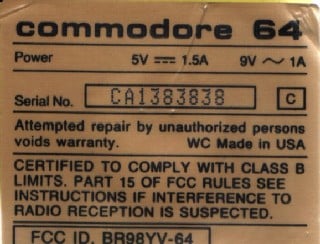 commodore 64
Power 5V ⎓ 1.5A 9V ~ 1A
Serial No. CA1383838 C
Attempted repair by unauthorized persons
voids warranty. WC Made in USA
CERTIFIED TO COMPLY WITH CLASS B
LIMITS. PART 15 OF FCC RULES SEE
INSTRUCTIONS IF INTERFERENCE TO
RADIO RECEPTION IS SUSPECTED.
FCC ID. BR98YV-64